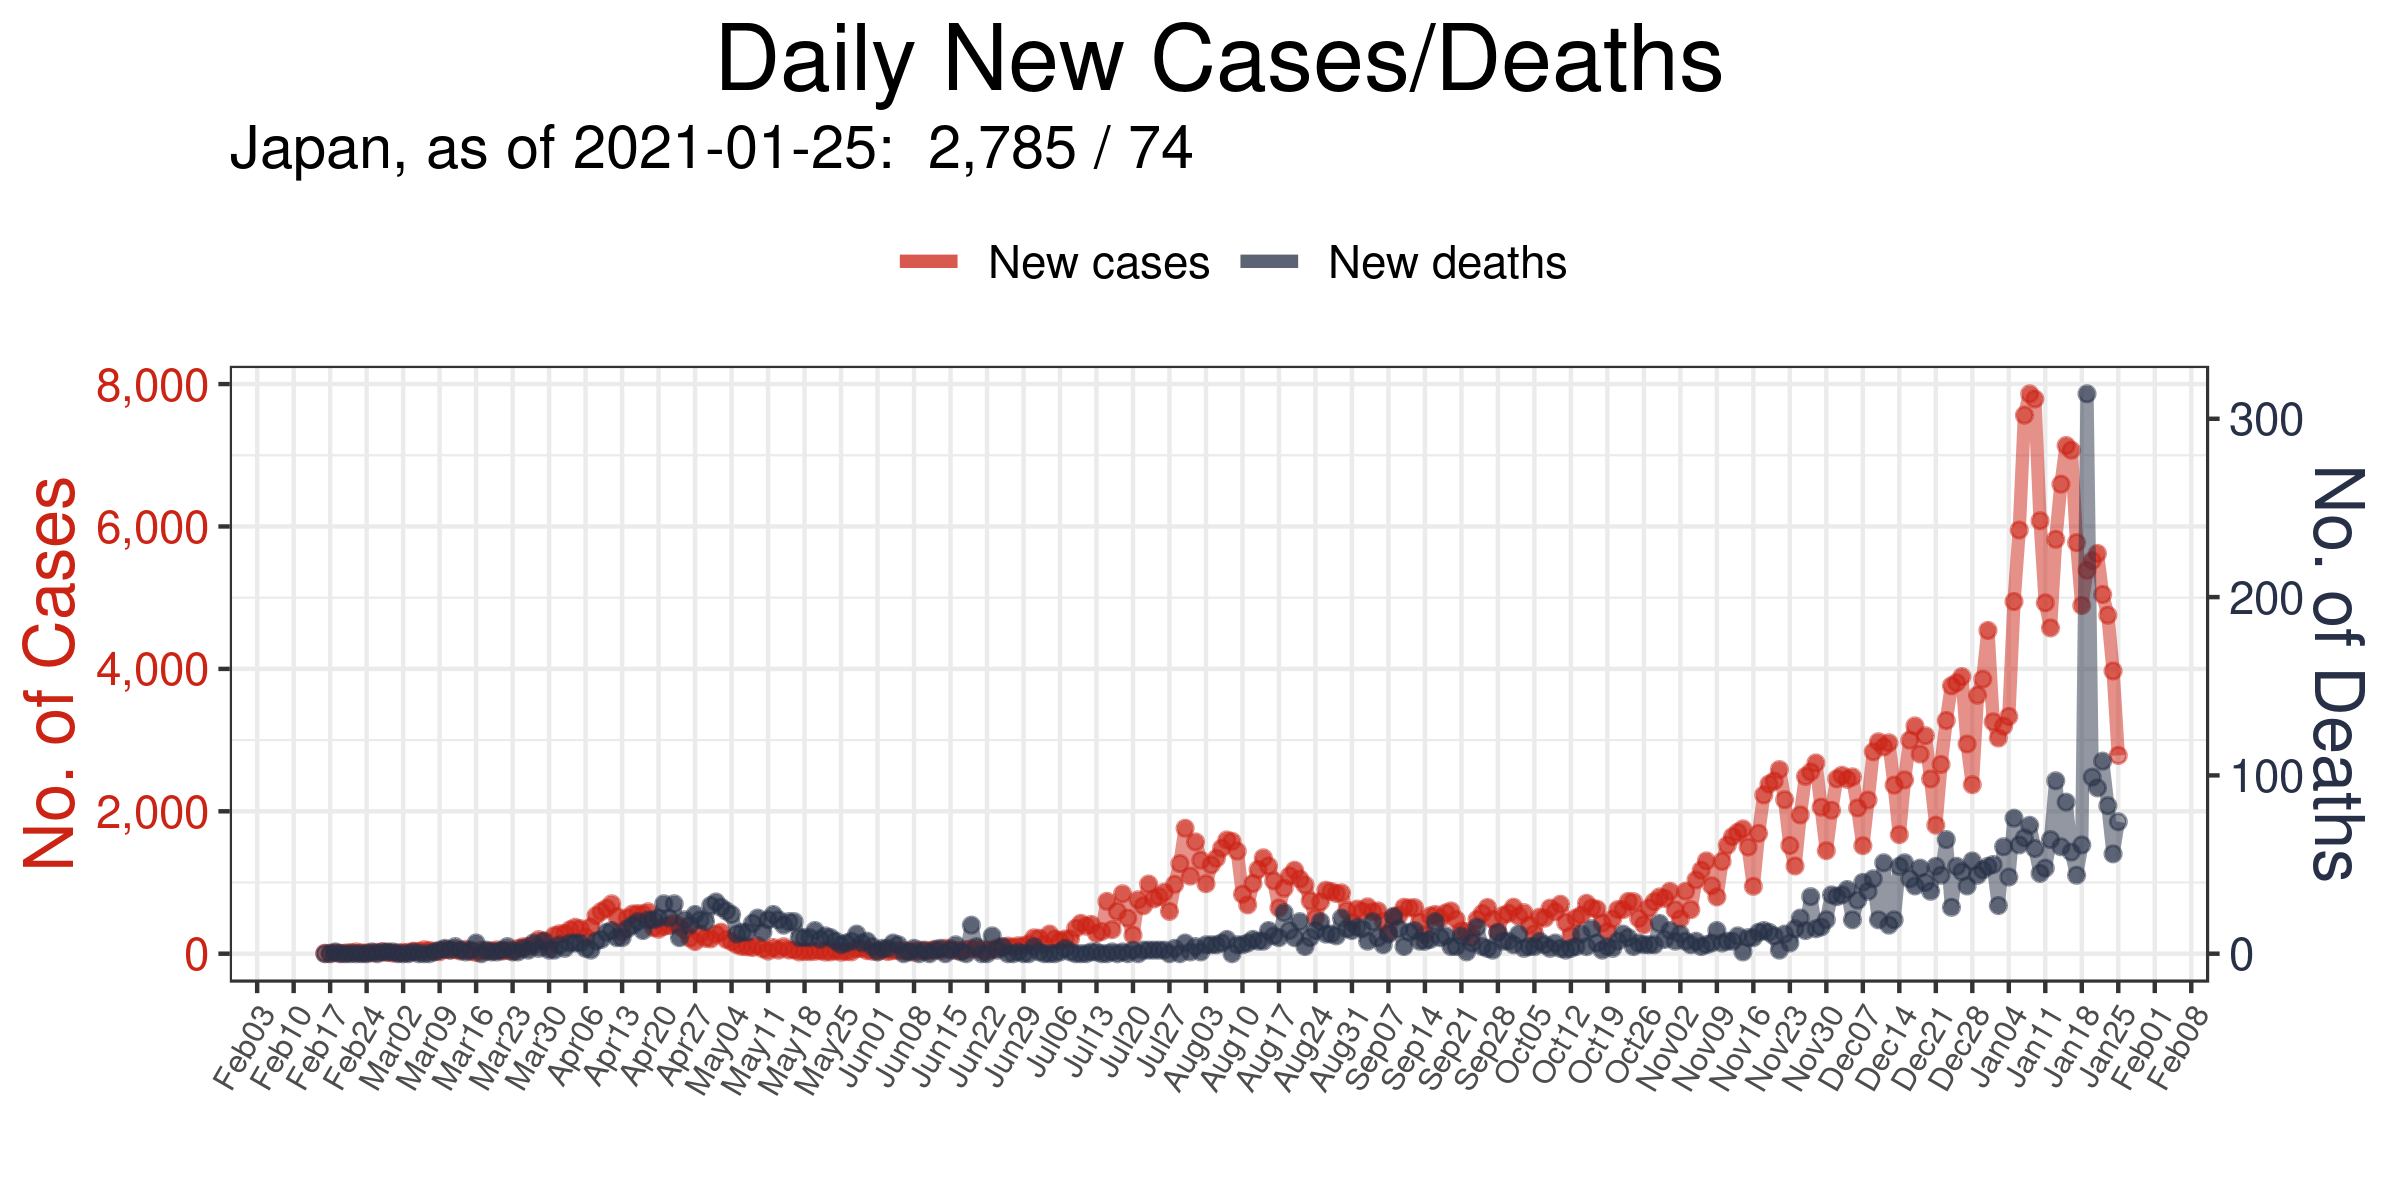 Daily New Cases/Deaths
Japan, as of 2021-01-25: 2,785 / 74
New cases
New deaths
No. of Cases
8,000
6,000
4,000
2,000
0
300
200
100
0
No. of Deaths
Feb03
Feb10
Feb17
Feb24
Mar02
Mar09
Mar16
Mar23
Mar30
Apr06
Apr13
Apr20
Apr27
May04
May11
May18
May25
Jun01
Jun08
Jun15
Jun22
Jun29
Jul06
Jul13
Jul20
Jul27
Aug03
Aug10
Aug17
Aug24
Aug31
Sep07
Sep14
Sep21
Sep28
Oct05
Oct12
Oct19
Oct26
Nov02
Nov09
Nov16
Nov23
Nov30
Dec07
Dec14
Dec21
Dec28
Jan04
Jan11
Jan18
Jan25
Feb01
Feb08